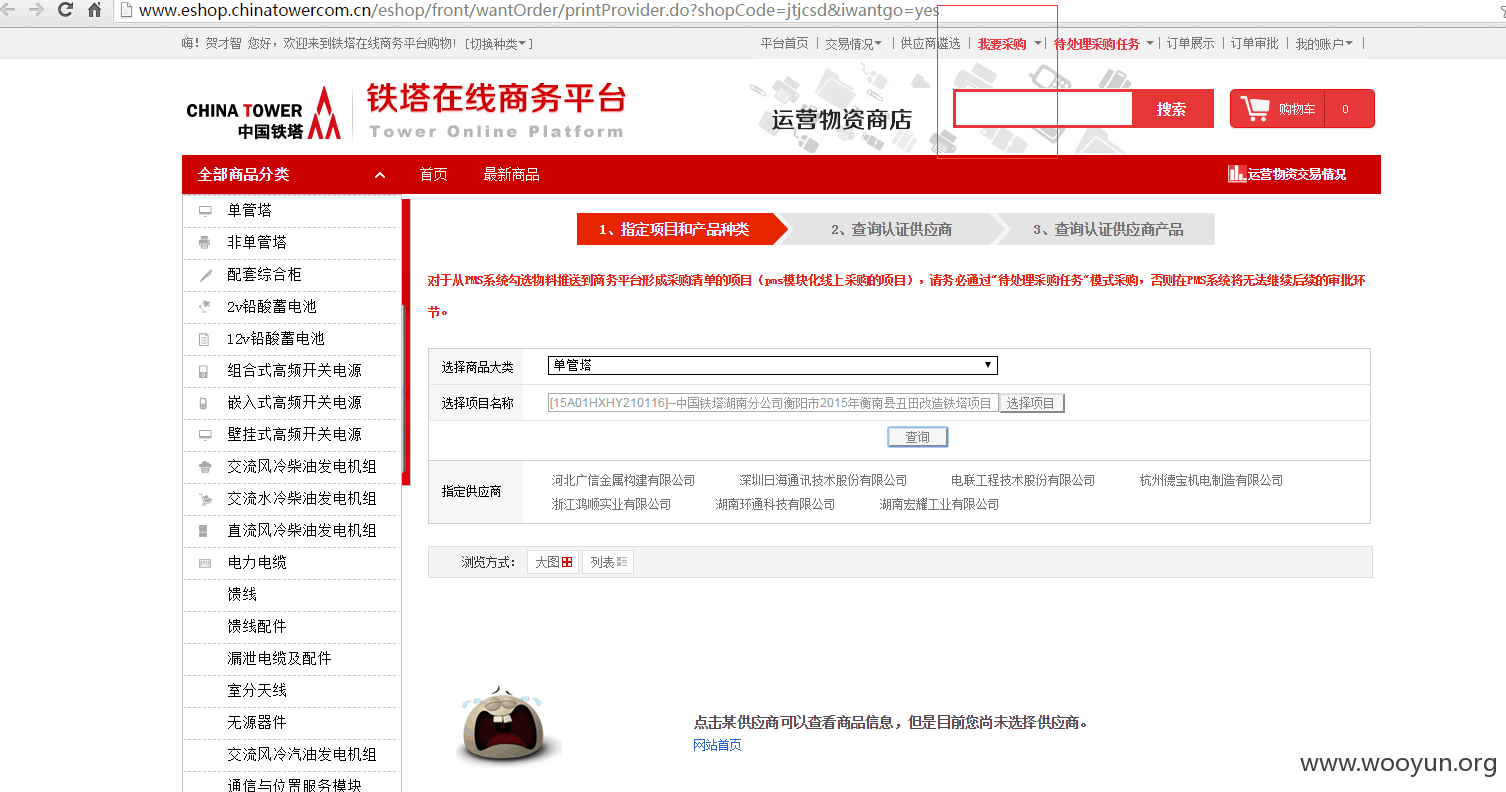 www.eshop.chinatowercom.cn/eshop/front/wantOrder/printProvider.do?shopCode=jtjcsd&iwantgo=yes
嗨！贺才智 您好，欢迎来到铁塔在线商务平台购物！[切换种类]
平台首页 交易情况 供应商遴选 我要采购 待处理采购任务 订单展示 订单审批 我的账户
CHINA TOWER
中国铁塔
铁塔在线商务平台
Tower Online Platform
运营物资商店
搜索
购物车 0
全部商品分类 首页 最新商品 运营物资交易情况
单管塔
非单管塔
配套综合柜
2v铅酸蓄电池
12v铅酸蓄电池
组合式高频开关电源
嵌入式高频开关电源
壁挂式高频开关电源
交流风冷柴油发电机组
交流水冷柴油发电机组
直流风冷柴油发电机组
电力电缆
馈线
馈线配件
漏泄电缆及配件
室分天线
无源器件
交流风冷汽油发电机组
通信与位置服务模块
1、指定项目和产品种类 2、查询认证供应商 3、查询认证供应商产品
对于从PMS系统勾选物料推送到商务平台形成采购清单的项目（pms模块化线上采购的项目），请务必通过"待处理采购任务"模式采购，否则在PMS系统将无法继续后续的审批环
节。
选择商品大类 单管塔
选择项目名称 [15A01HXHY210116]--中国铁塔湖南分公司衡阳市2015年衡南县丑田改造铁塔项目 选择项目
查询
指定供应商
河北广信金属构建有限公司 深圳日海通讯技术股份有限公司 电联工程技术股份有限公司 杭州德宝机电制造有限公司
浙江鸿顺实业有限公司 湖南环通科技有限公司 湖南宏耀工业有限公司
浏览方式： 大图 列表
点击某供应商可以查看商品信息，但是目前您尚未选择供应商。
网站首页
www.wooyun.org